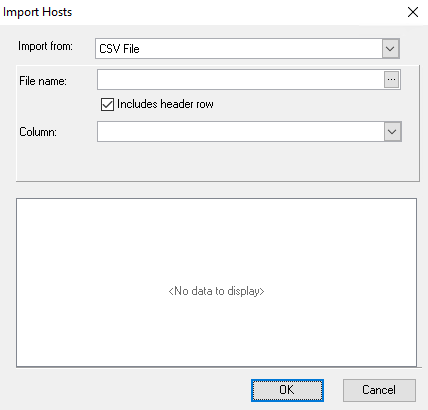 Import Hosts
Import from: CSV File
File name: ...
Includes header row
Column:
<No data to display>
OK Cancel